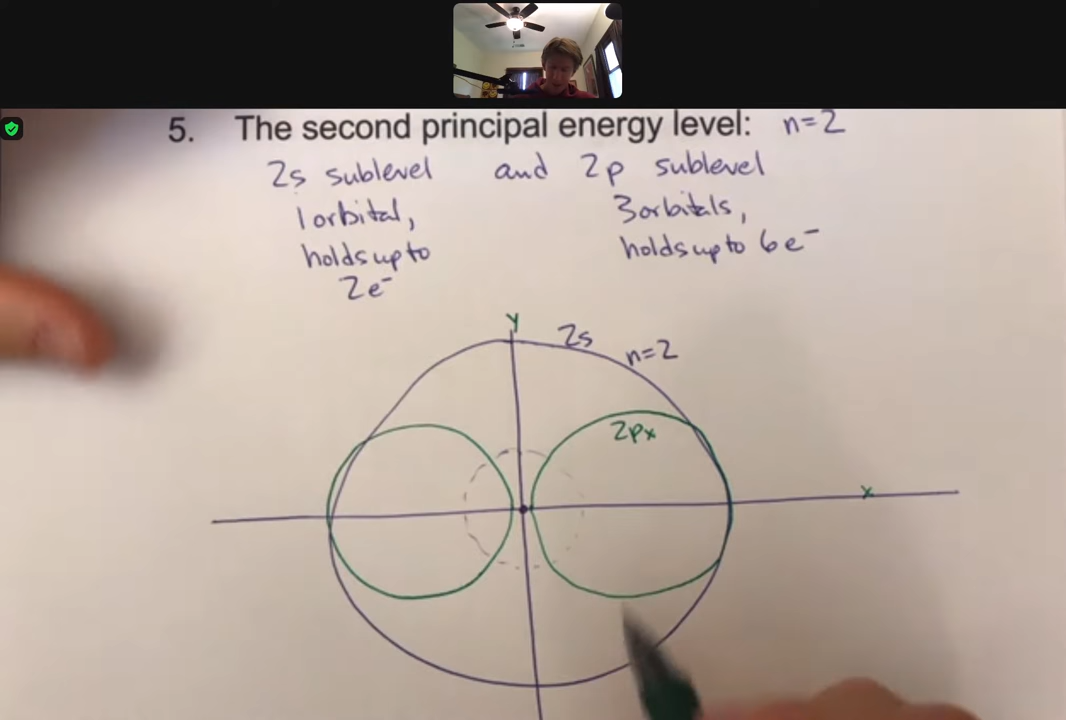 5. The second principal energy level: n=2
2s sublevel and 2p sublevel
1 orbital, 3 orbitals,
holds up to holds up to 6e⁻
2e⁻
y
2s
n=2
2px
x